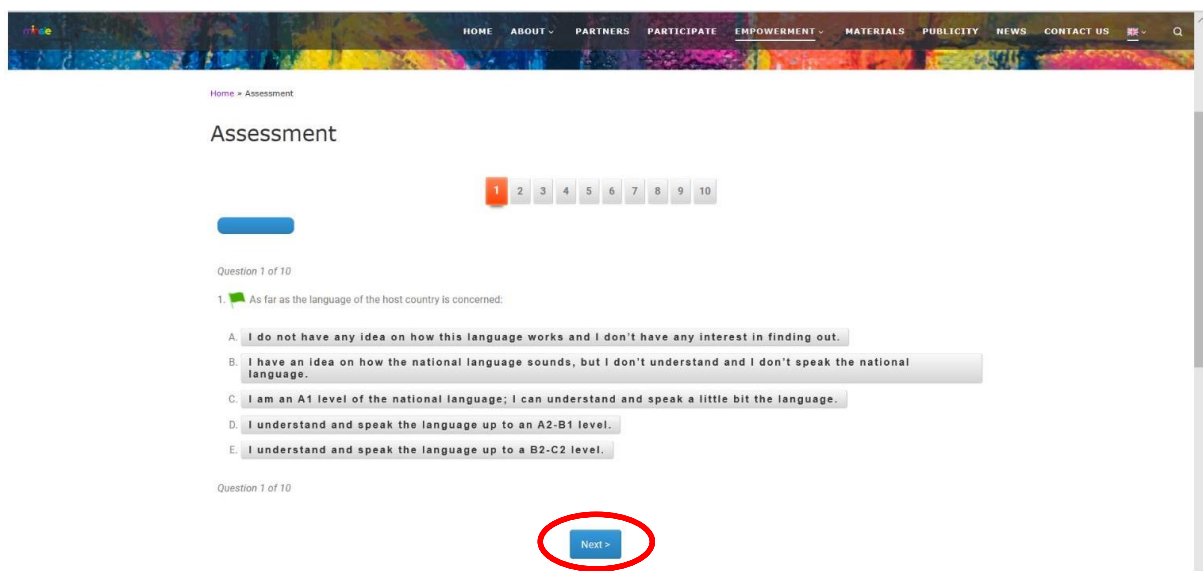 HOME ABOUT PARTNERS PARTICIPATE EMPOWERMENT MATERIALS PUBLICITY NEWS CONTACT US
Home » Assessment
Assessment
1 2 3 4 5 6 7 8 9 10
Question 1 of 10
1. As far as the language of the host country is concerned:
A. I do not have any idea on how this language works and I don't have any interest in finding out.
B. I have an idea on how the national language sounds, but I don't understand and I don't speak the national
language.
C. I am an A1 level of the national language; I can understand and speak a little bit the language.
D. I understand and speak the language up to an A2-B1 level.
E. I understand and speak the language up to a B2-C2 level.
Question 1 of 10
Next >